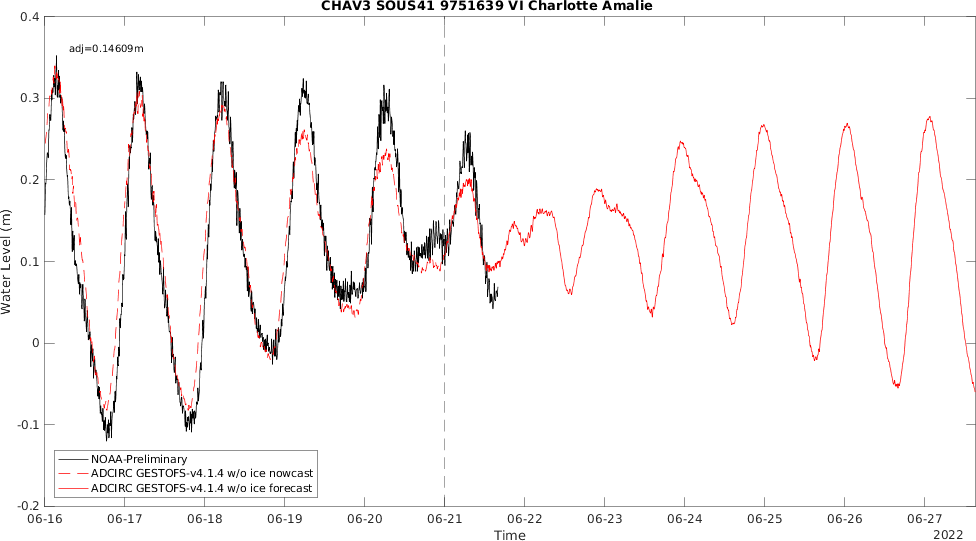 CHAV3 SOUS41 9751639 VI Charlotte Amalie
adj=0.14609m
0.4
0.3
0.2
0.1
0
-0.1
-0.2
Water Level (m)
NOAA-Preliminary
ADCIRC GESTOFS-v4.1.4 w/o ice nowcast
ADCIRC GESTOFS-v4.1.4 w/o ice forecast
06-16 06-17 06-18 06-19 06-20 06-21 06-22 06-23 06-24 06-25 06-26 06-27
Time
2022